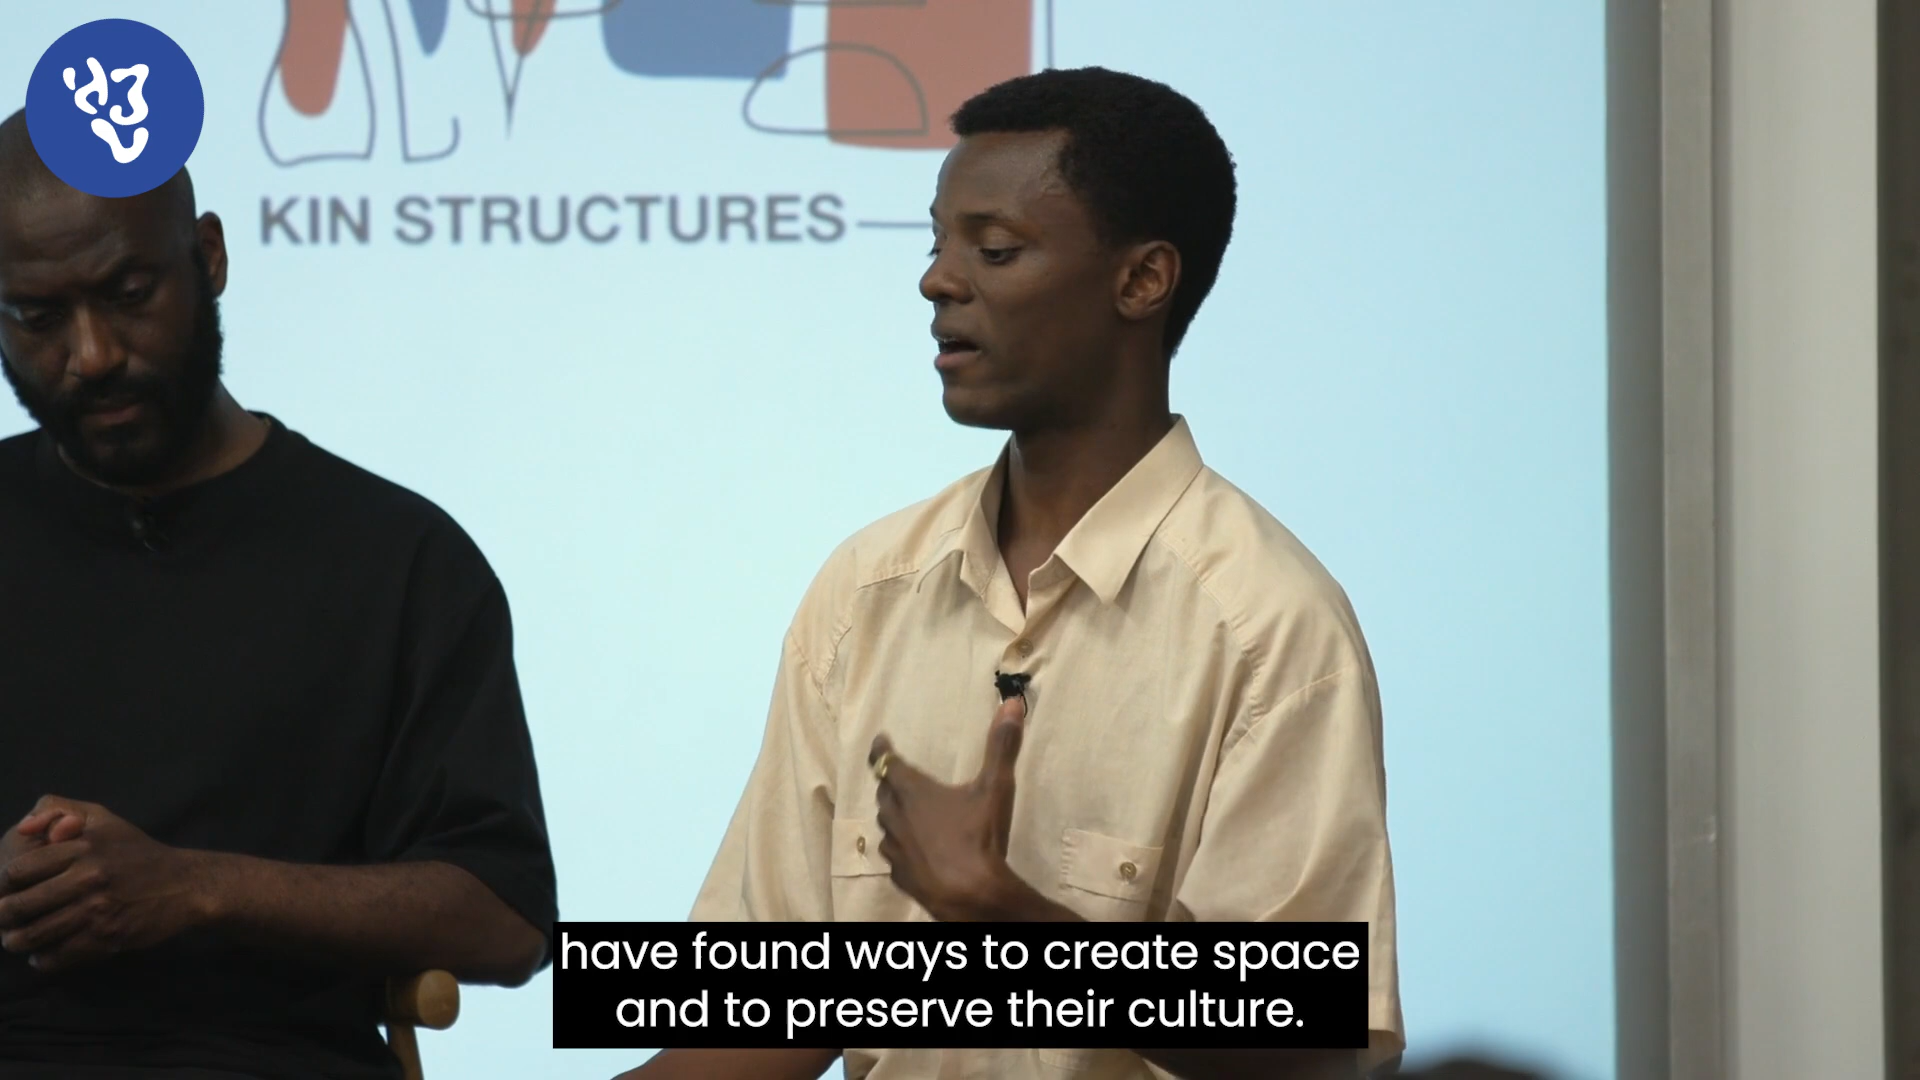 KIN STRUCTURES
have found ways to create space
and to preserve their culture.